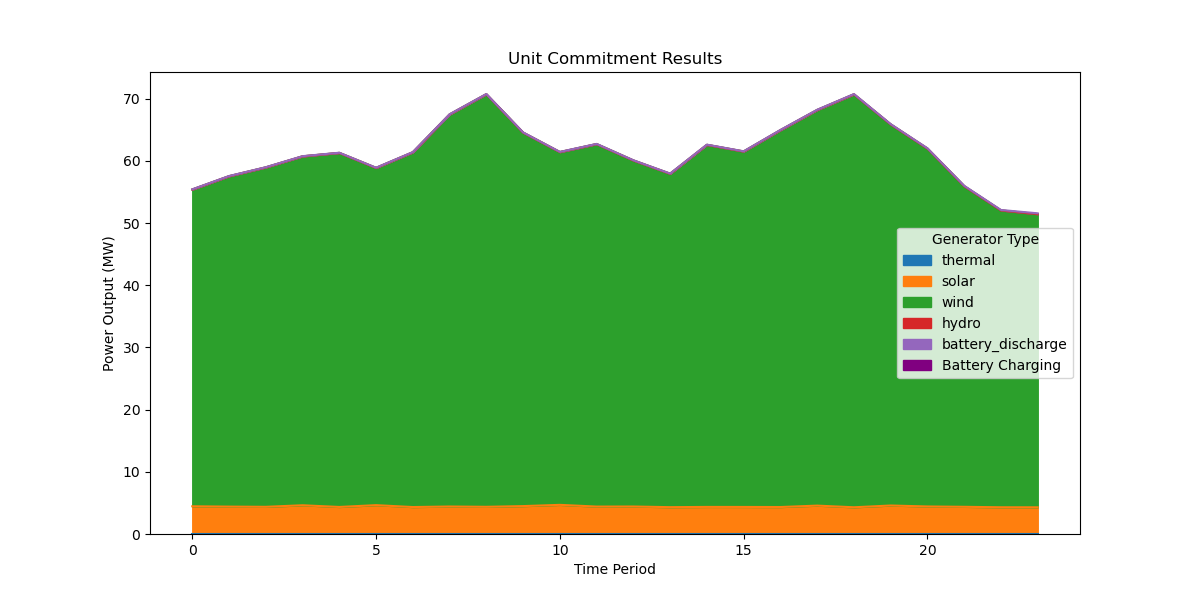 Unit Commitment Results
Power Output (MW)
70
60
50
40
30
20
10
0
Generator Type
thermal
solar
wind
hydro
battery_discharge
Battery Charging
0 5 10 15 20
Time Period